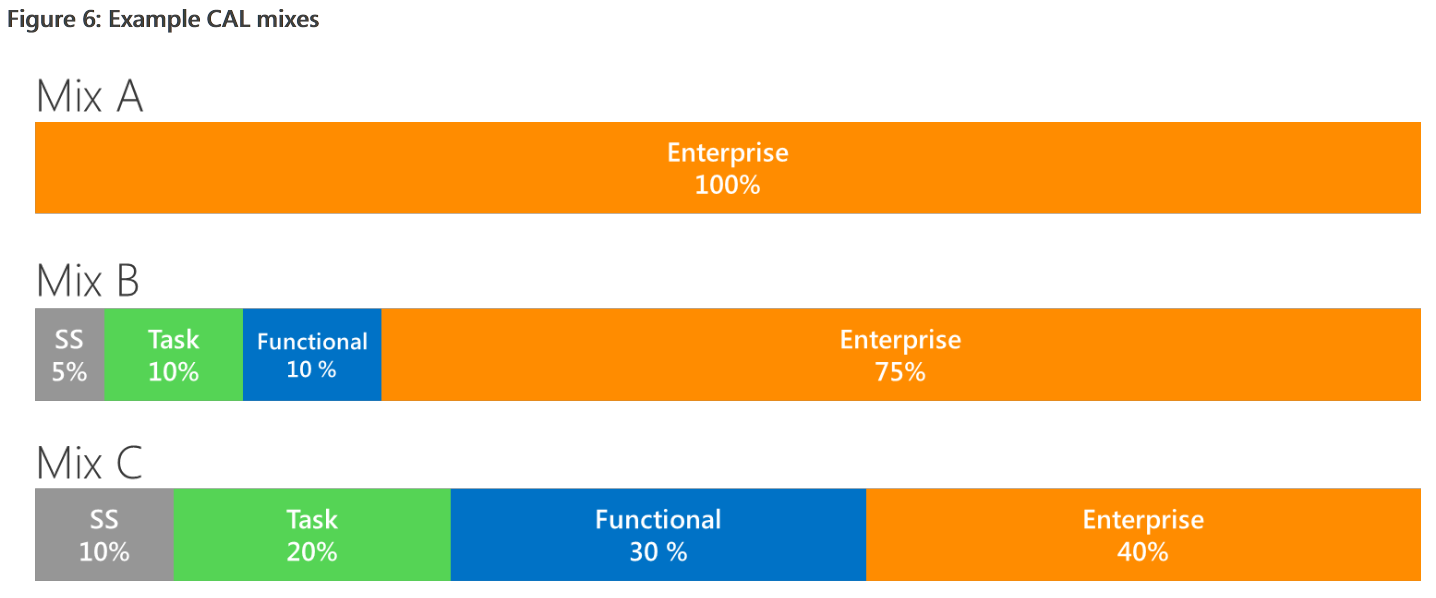 Figure 6: Example CAL mixes
Mix A
Enterprise
100%
Mix B
SS
5%
Task
10%
Functional
10 %
Enterprise
75%
Mix C
SS
10%
Task
20%
Functional
30 %
Enterprise
40%